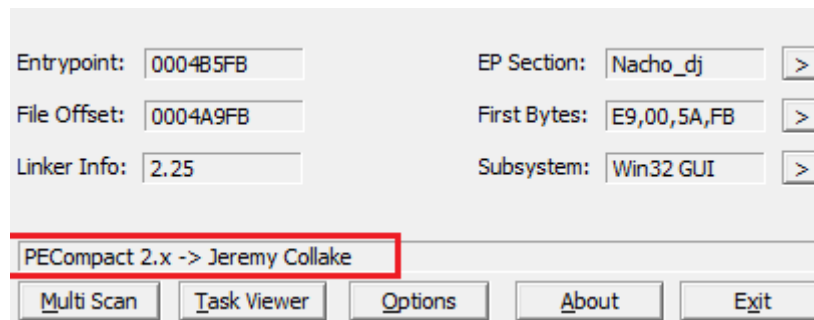 Entrypoint: 0004B5FB EP Section: Nacho_dj >
File Offset: 0004A9FB First Bytes: E9,00,5A,FB >
Linker Info: 2.25 Subsystem: Win32 GUI >
PECompact 2.x -> Jeremy Collake
Multi Scan Task Viewer Options About Exit